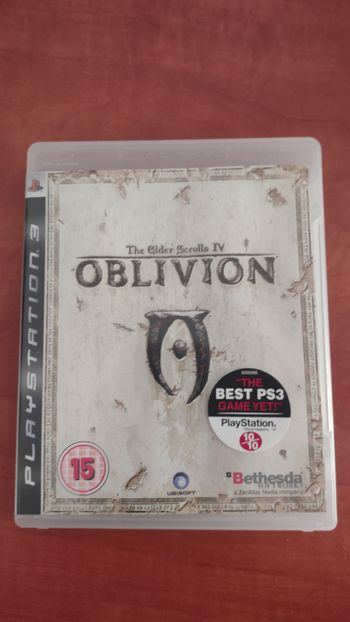 PLAYSTATION 3
The Elder Scrolls IV
OBLIVION
"THE
BEST PS3
GAME YET!"
PlayStation.
10/10
15
UBISOFT
Bethesda
SOFTWORKS
a ZeniMax Media company